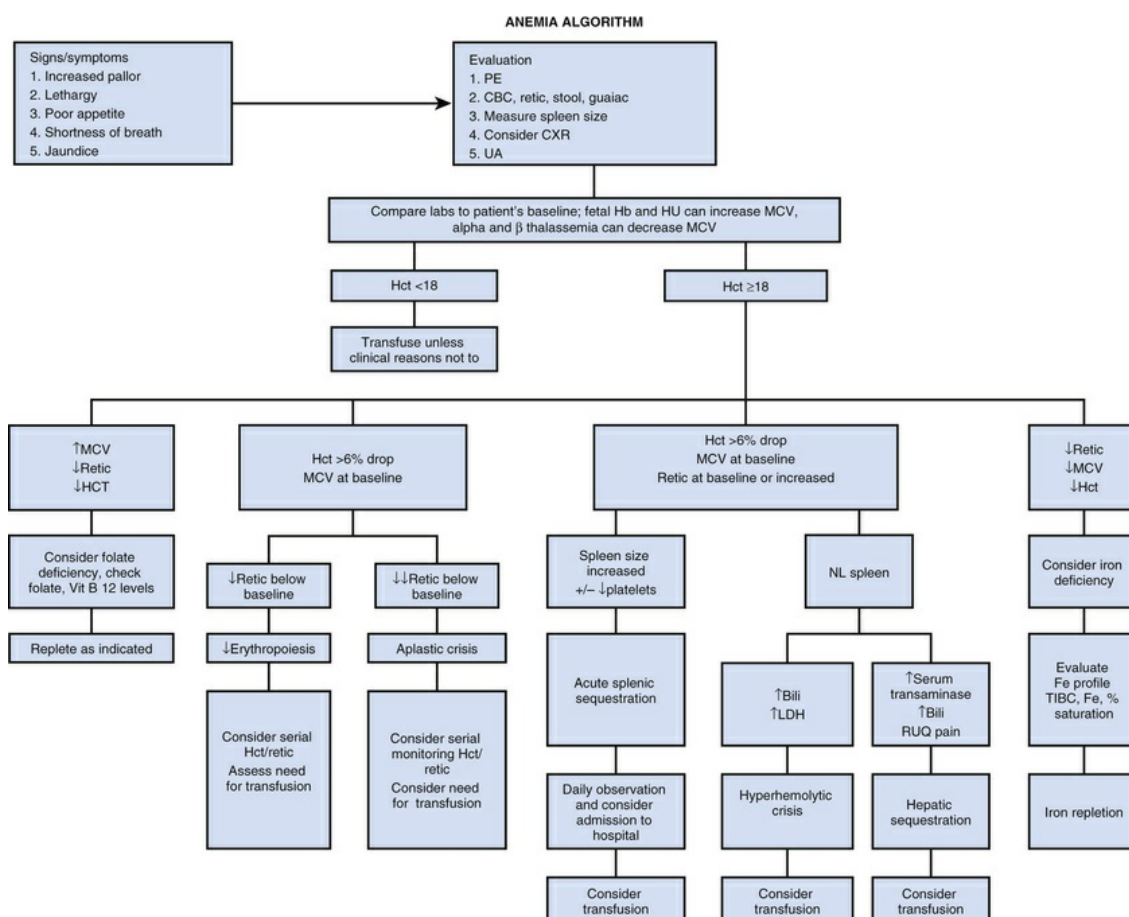 ANEMIA ALGORITHM
Signs/symptoms
1. Increased pallor
2. Lethargy
3. Poor appetite
4. Shortness of breath
5. Jaundice
Evaluation
1. PE
2. CBC, retic, stool, guaiac
3. Measure spleen size
4. Consider CXR
5. UA
Compare labs to patient's baseline; fetal Hb and HU can increase MCV,
alpha and β thalassemia can decrease MCV
Hct <18
Hct ≥18
Transfuse unless
clinical reasons not to
↑MCV
↓Retic
↓HCT
Consider folate
deficiency, check
folate, Vit B 12 levels
Replete as indicated
Hct >6% drop
MCV at baseline
↓Retic below
baseline
↓Erythropoiesis
Consider serial
Hct/retic
Assess need
for transfusion
↓↓Retic below
baseline
Aplastic crisis
Consider serial
monitoring Hct/
retic
Consider need
for transfusion
Hct >6% drop
MCV at baseline
Retic at baseline or increased
Spleen size
increased
+/− ↓platelets
Acute splenic
sequestration
Daily observation
and consider
admission to
hospital
Consider
transfusion
NL spleen
↑Bili
↑LDH
Hyperhemolytic
crisis
Consider
transfusion
↑Serum
transaminase
↑Bili
RUQ pain
Hepatic
sequestration
Consider
transfusion
↓Retic
↓MCV
↓Hct
Consider iron
deficiency
Evaluate
Fe profile
TIBC, Fe, %
saturation
Iron repletion